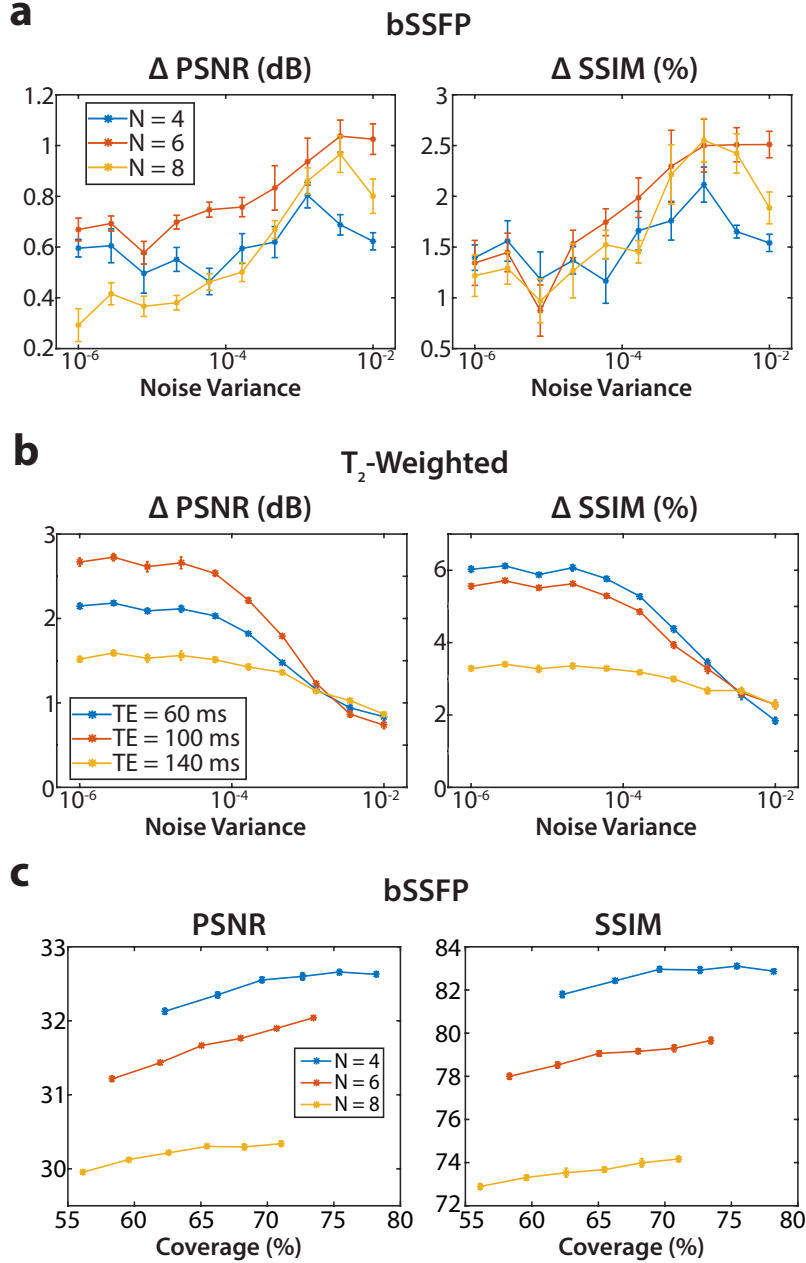 a
bSSFP
Δ PSNR (dB)
Δ SSIM (%)
1.2
1
0.8
0.6
0.4
0.2
N = 4
N = 6
N = 8
10-6
10-4
10-2
Noise Variance
3
2.5
2
1.5
1
0.5
10-6
10-4
10-2
Noise Variance
b
T2-Weighted
Δ PSNR (dB)
Δ SSIM (%)
3
2
1
0
TE = 60 ms
TE = 100 ms
TE = 140 ms
10-6
10-4
10-2
Noise Variance
6
4
2
0
10-6
10-4
10-2
Noise Variance
c
bSSFP
PSNR
SSIM
33
32
31
30
N = 4
N = 6
N = 8
55
60
65
70
75
80
Coverage (%)
84
82
80
78
76
74
72
55
60
65
70
75
80
Coverage (%)